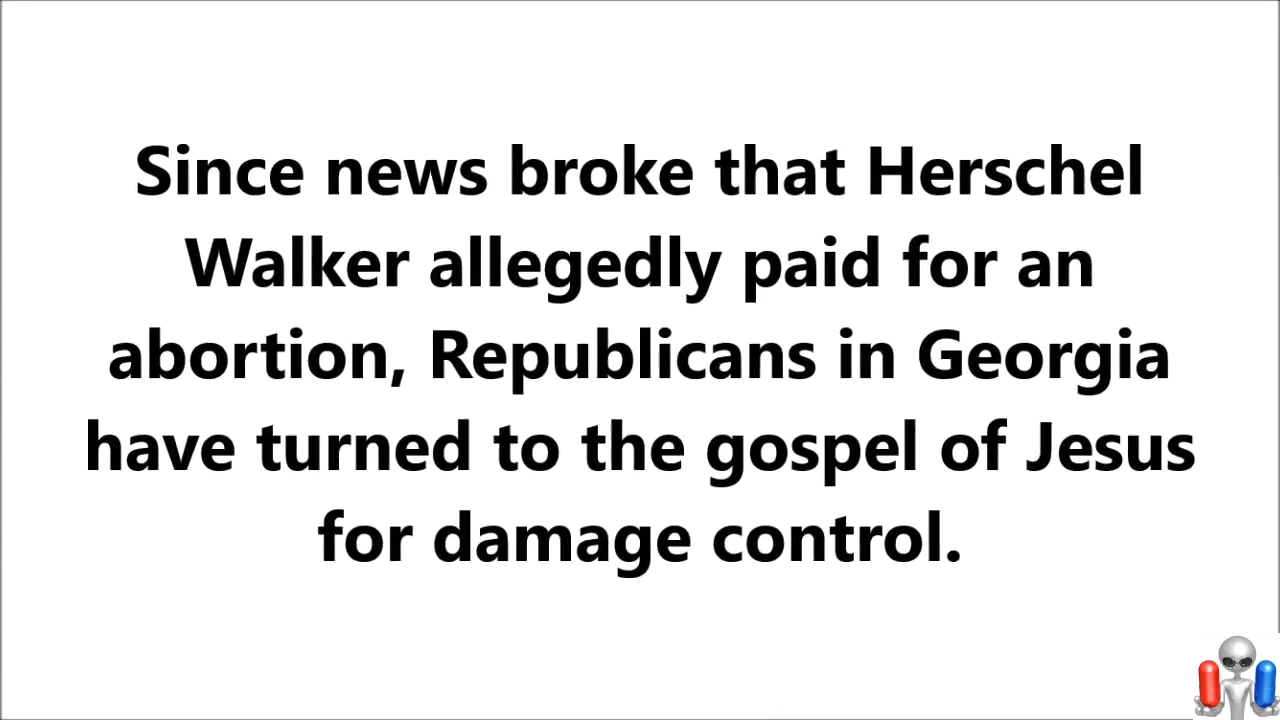 Since news broke that Herschel
Walker allegedly paid for an
abortion, Republicans in Georgia
have turned to the gospel of Jesus
for damage control.